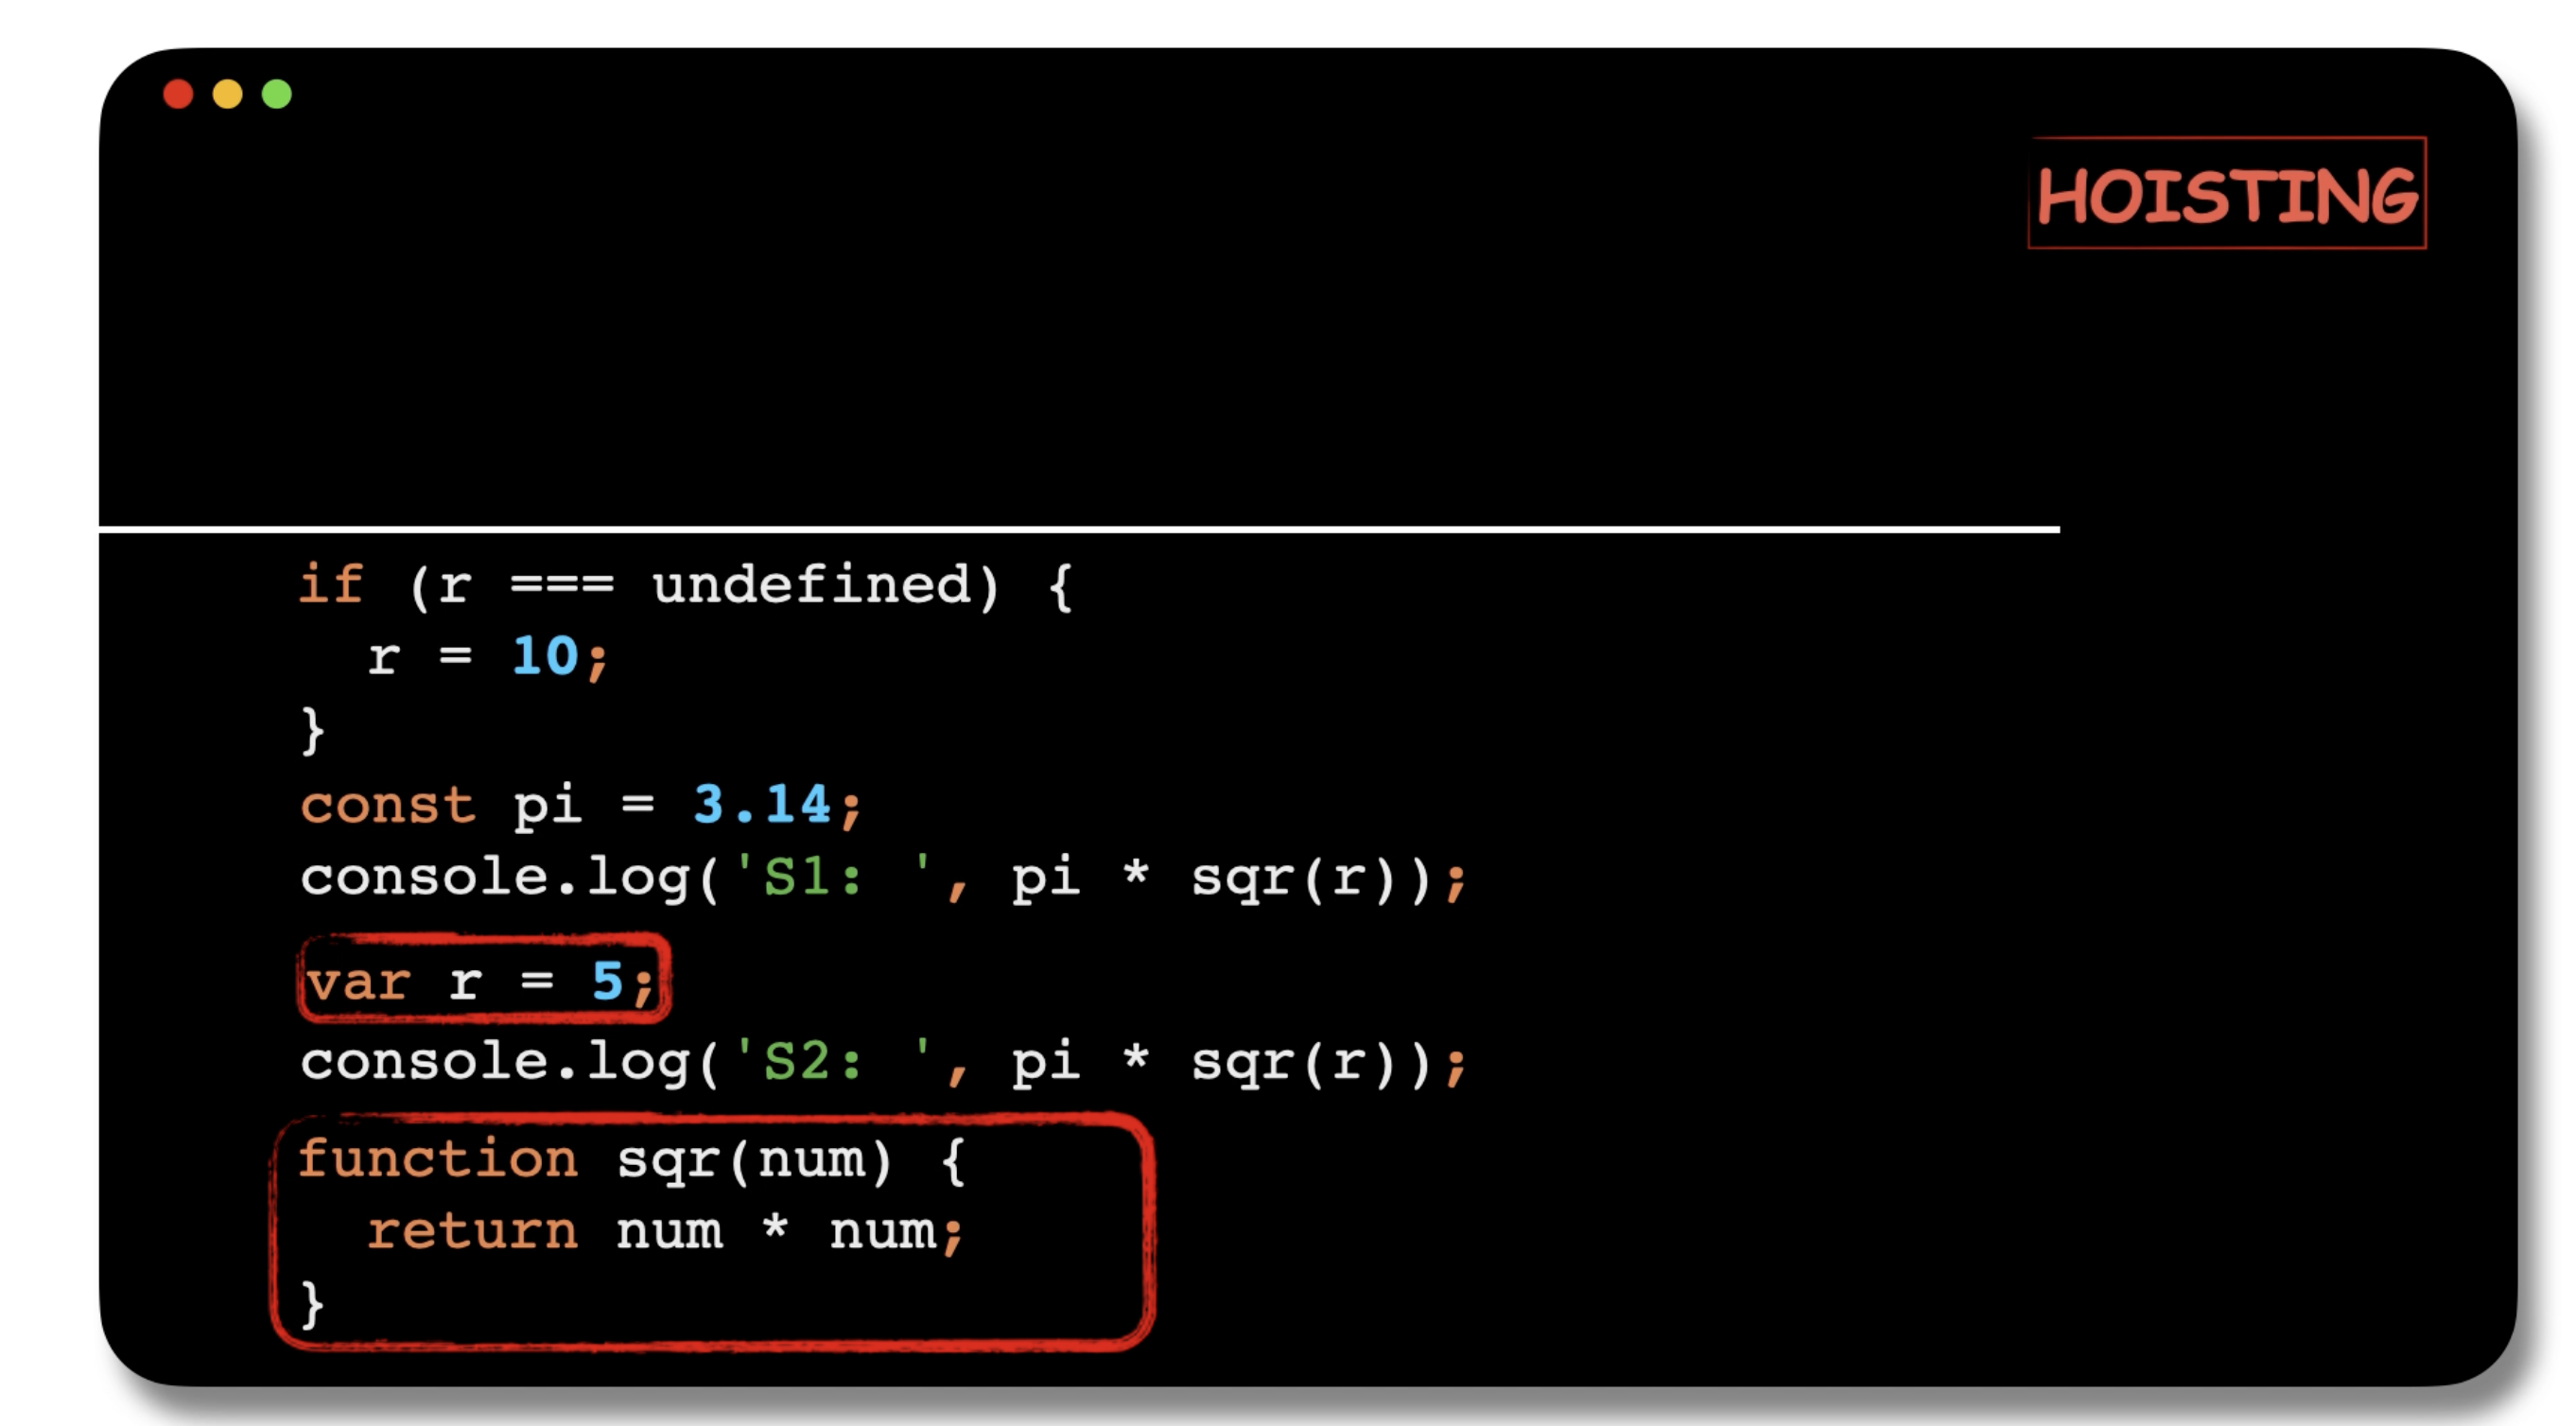 HOISTING
if (r === undefined) {
  r = 10;
}
const pi = 3.14;
console.log('S1: ', pi * sqr(r));
var r = 5;
console.log('S2: ', pi * sqr(r));
function sqr(num) {
  return num * num;
}